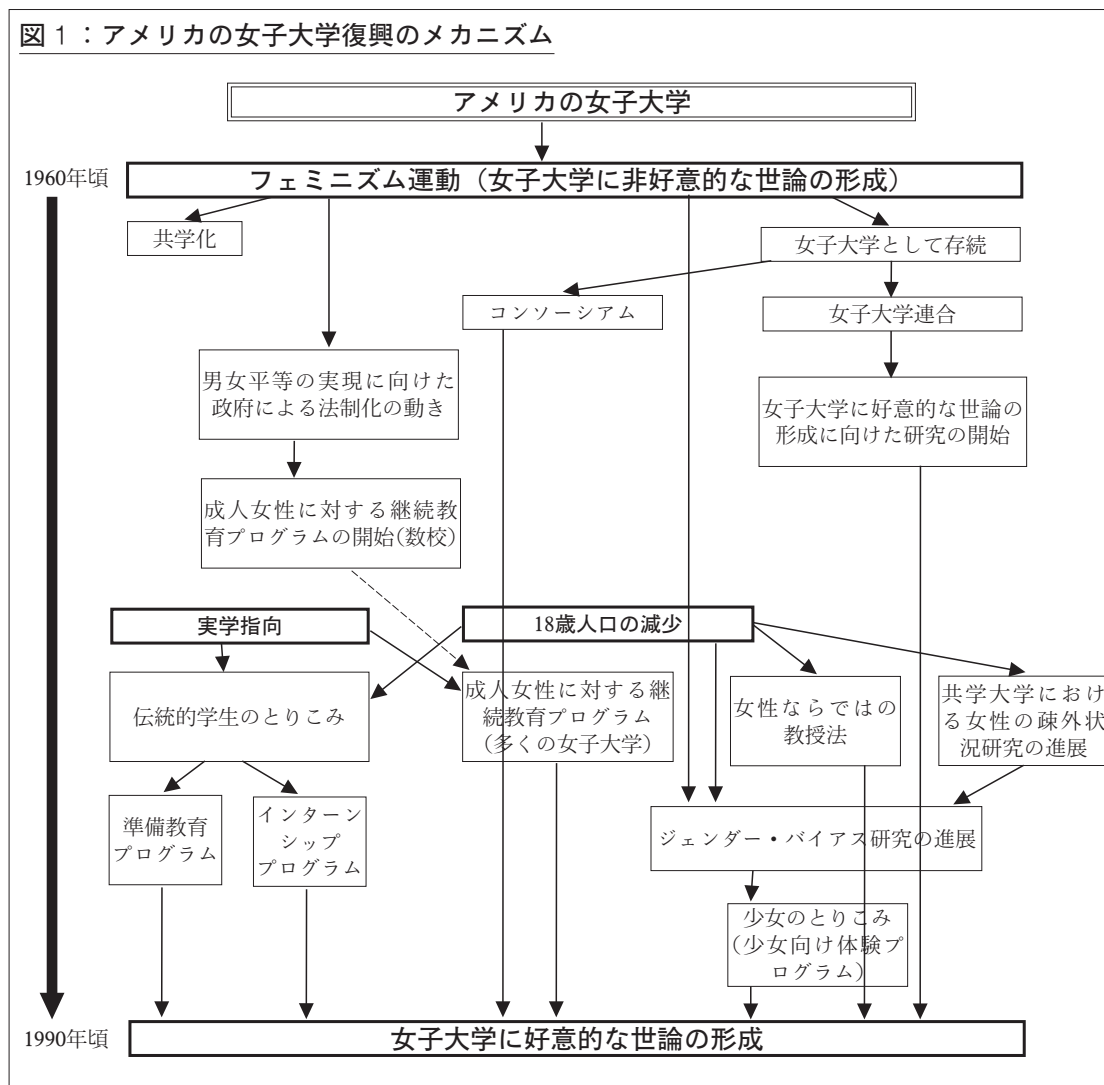 図1：アメリカの女子大学復興のメカニズム
アメリカの女子大学
1960年頃
フェミニズム運動（女子大学に非好意的な世論の形成）
共学化
女子大学として存続
コンソーシアム
女子大学連合
男女平等の実現に向けた
政府による法制化の動き
女子大学に好意的な世論の
形成に向けた研究の開始
成人女性に対する継続教
育プログラムの開始(数校)
実学指向
18歳人口の減少
伝統的学生のとりこみ
成人女性に対する継
続教育プログラム
（多くの女子大学）
女性ならではの
教授法
共学大学におけ
る女性の疎外状
況研究の進展
準備教育
プログラム
インターン
シップ
プログラム
ジェンダー・バイアス研究の進展
少女のとりこみ
（少女向け体験プ
ログラム）
1990年頃
女子大学に好意的な世論の形成